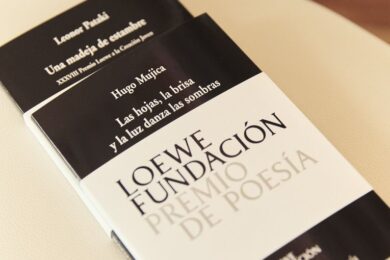 Leonor Pataki
Una madeja de estambre
XXXVIII Premio Loewe a la Creación Joven
Hugo Mujica
Las hojas, la brisa
y la luz danza las sombras
LOEWE
FUNDACIÓN
PREMIO
DE POESÍA